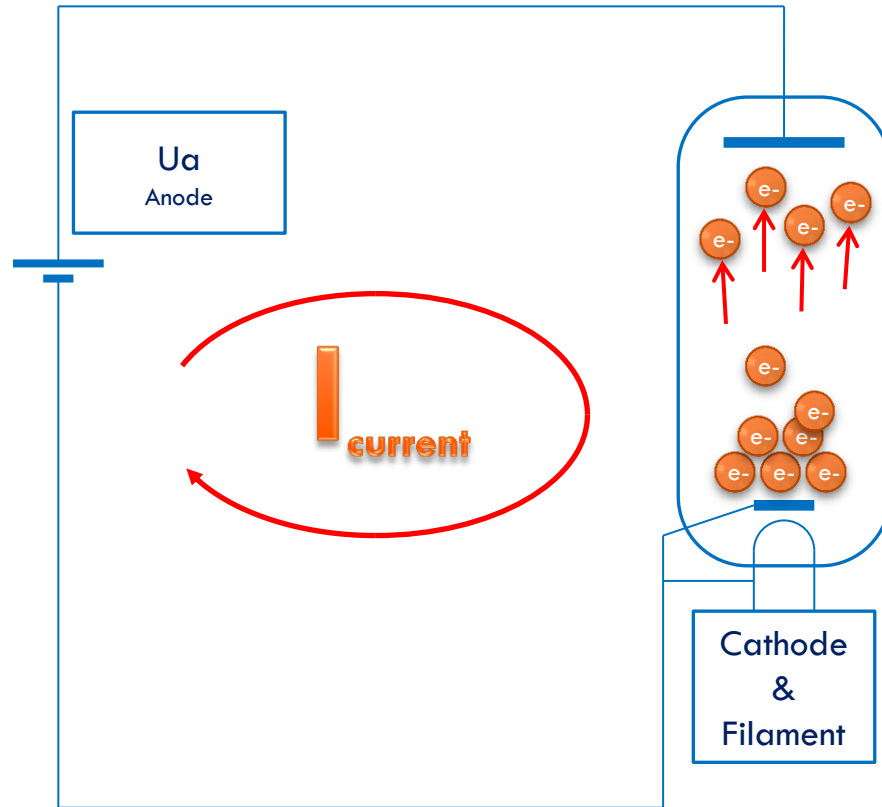 Ua
Anode
e-
e-
e-
e-
I current
e-
e-
e-
e-
e-
e-
e-
Cathode
&
Filament